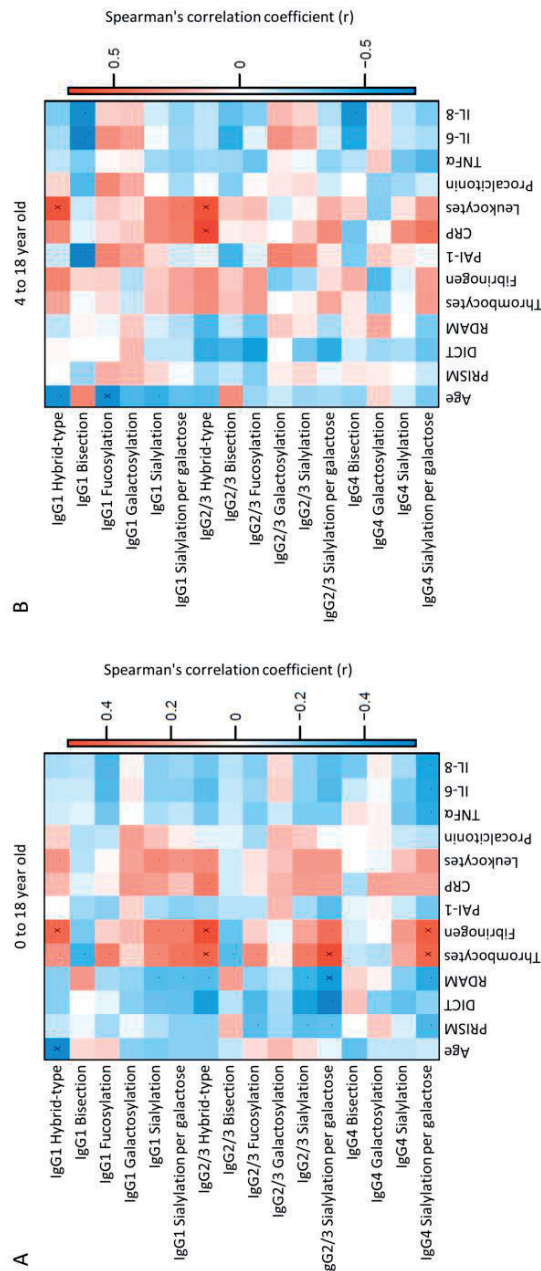 A
0 to 18 year old
IgG1 Hybrid-type
IgG1 Bisection
IgG1 Fucosylation
IgG1 Galactosylation
IgG1 Sialylation
IgG1 Sialylation per galactose
IgG2/3 Hybrid-type
IgG2/3 Bisection
IgG2/3 Fucosylation
IgG2/3 Galactosylation
IgG2/3 Sialylation
gG2/3 Sialylation per galactose
IgG4 Bisection
IgG4 Galactosylation
IgG4 Sialylation
IgG4 Sialylation per galactose
Age
PRISM
DICT
RDAM
Thrombocytes
Fibrinogen
PAI-1
CRP
Leukocytes
Procalcitonin
TNFα
IL-6
IL-8
0.4
0.2
0
−0.2
−0.4
Spearman's correlation coefficient (r)
B
4 to 18 year old
IgG1 Hybrid-type
IgG1 Bisection
IgG1 Fucosylation
IgG1 Galactosylation
IgG1 Sialylation
IgG1 Sialylation per galactose
IgG2/3 Hybrid-type
IgG2/3 Bisection
IgG2/3 Fucosylation
IgG2/3 Galactosylation
IgG2/3 Sialylation
IgG2/3 Sialylation per galactose
IgG4 Bisection
IgG4 Galactosylation
IgG4 Sialylation
IgG4 Sialylation per galactose
Age
PRISM
DICT
RDAM
Thrombocytes
Fibrinogen
PAI-1
CRP
Leukocytes
Procalcitonin
TNFα
IL-6
IL-8
0.5
0
−0.5
Spearman's correlation coefficient (r)